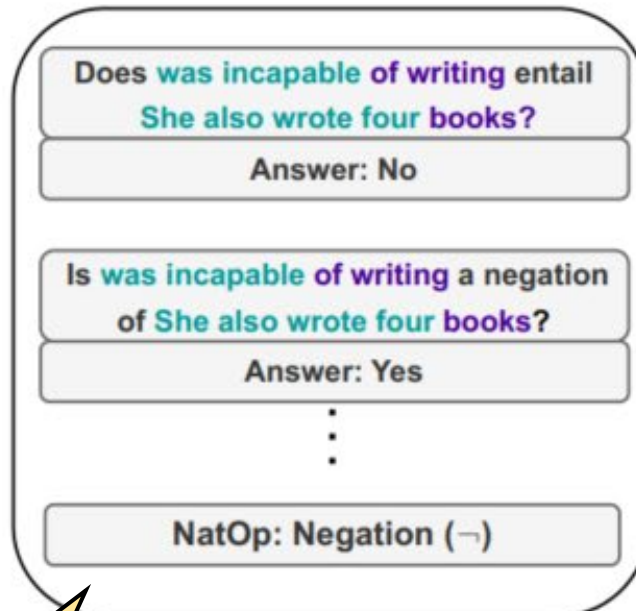 Does was incapable of writing entail
She also wrote four books?
Answer: No
Is was incapable of writing a negation
of She also wrote four books?
Answer: Yes
NatOp: Negation (¬)